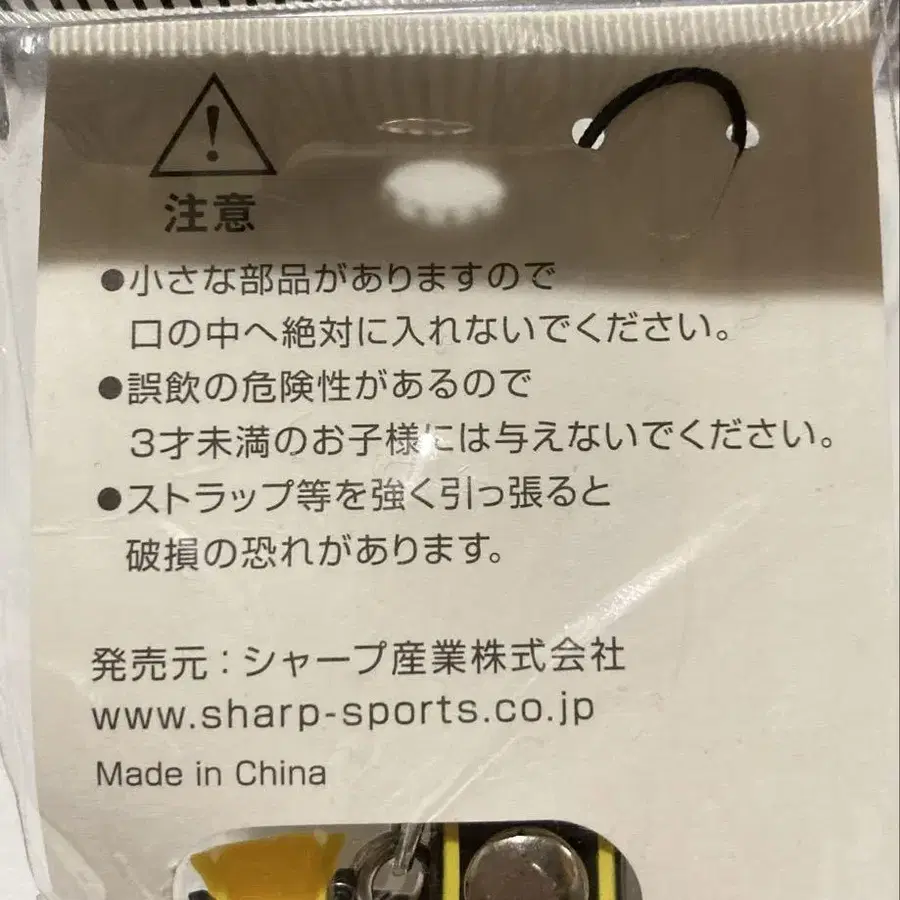 注意
●小さな部品がありますので
口の中へ絶対に入れないでください。
●誤飲の危険性があるので
3才未満のお子様には与えないでください。
●ストラップ等を強く引っ張ると
破損の恐れがあります。
発売元:シャープ産業株式会社
www.sharp-sports.co.jp
Made in China